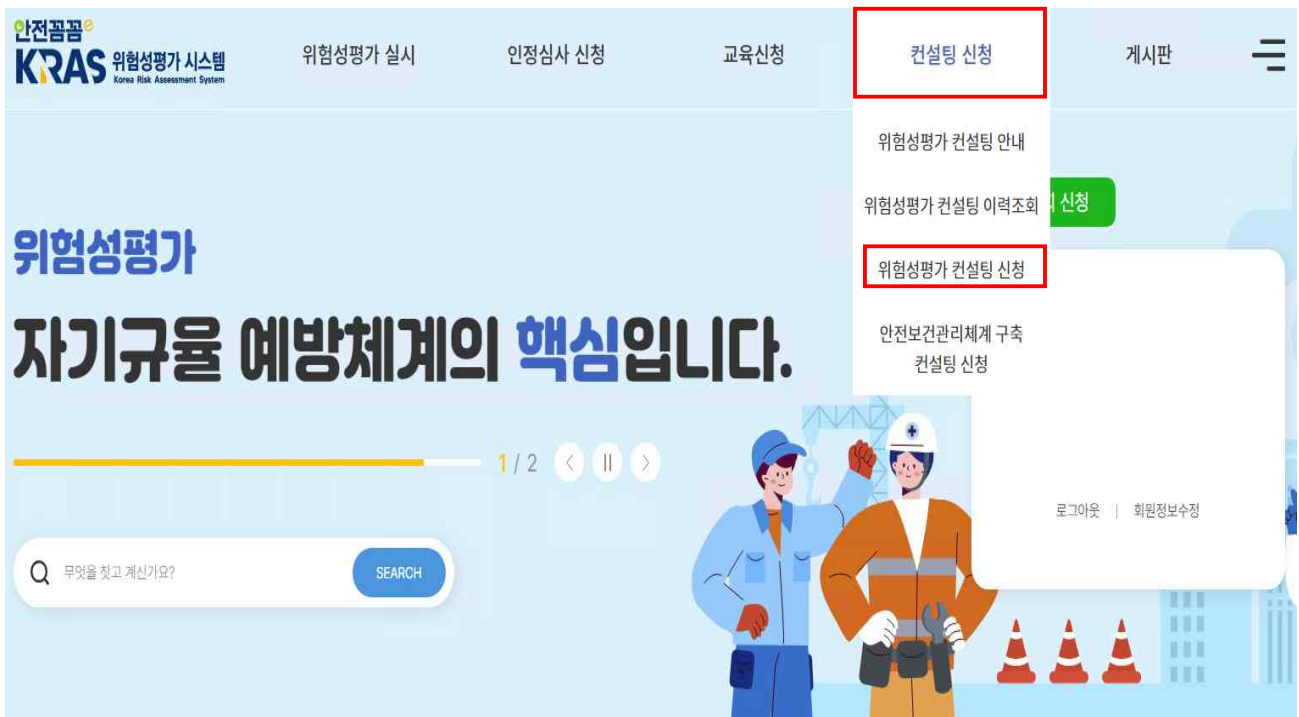 안전꼼꼼e
KRAS 위험성평가 시스템
Korea Risk Assessment System
위험성평가 실시
인정심사 신청
교육신청
컨설팅 신청
게시판
위험성평가 컨설팅 안내
위험성평가 컨설팅 이력조회
신청
위험성평가 컨설팅 신청
안전보건관리체계 구축
컨설팅 신청
위험성평가
자기규율 예방체계의 핵심입니다.
1 / 2
로그아웃 | 회원정보수정
무엇을 찾고 계신가요?
SEARCH